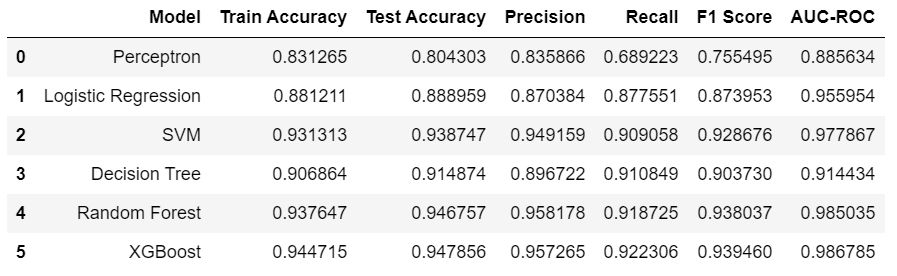 Model Train Accuracy Test Accuracy Precision Recall F1 Score AUC-ROC
0 Perceptron 0.831265 0.804303 0.835866 0.689223 0.755495 0.885634
1 Logistic Regression 0.881211 0.888959 0.870384 0.877551 0.873953 0.955954
2 SVM 0.931313 0.938747 0.949159 0.909058 0.928676 0.977867
3 Decision Tree 0.906864 0.914874 0.896722 0.910849 0.903730 0.914434
4 Random Forest 0.937647 0.946757 0.958178 0.918725 0.938037 0.985035
5 XGBoost 0.944715 0.947856 0.957265 0.922306 0.939460 0.986785